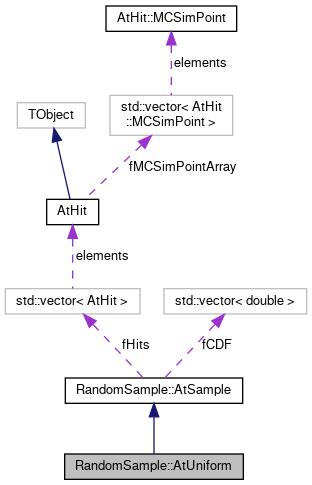 AtHit::MCSimPoint
elements
std::vector< AtHit
::MCSimPoint >
TObject
fMCSimPointArray
AtHit
elements
std::vector< AtHit >
std::vector< double >
fHits
fCDF
RandomSample::AtSample
RandomSample::AtUniform